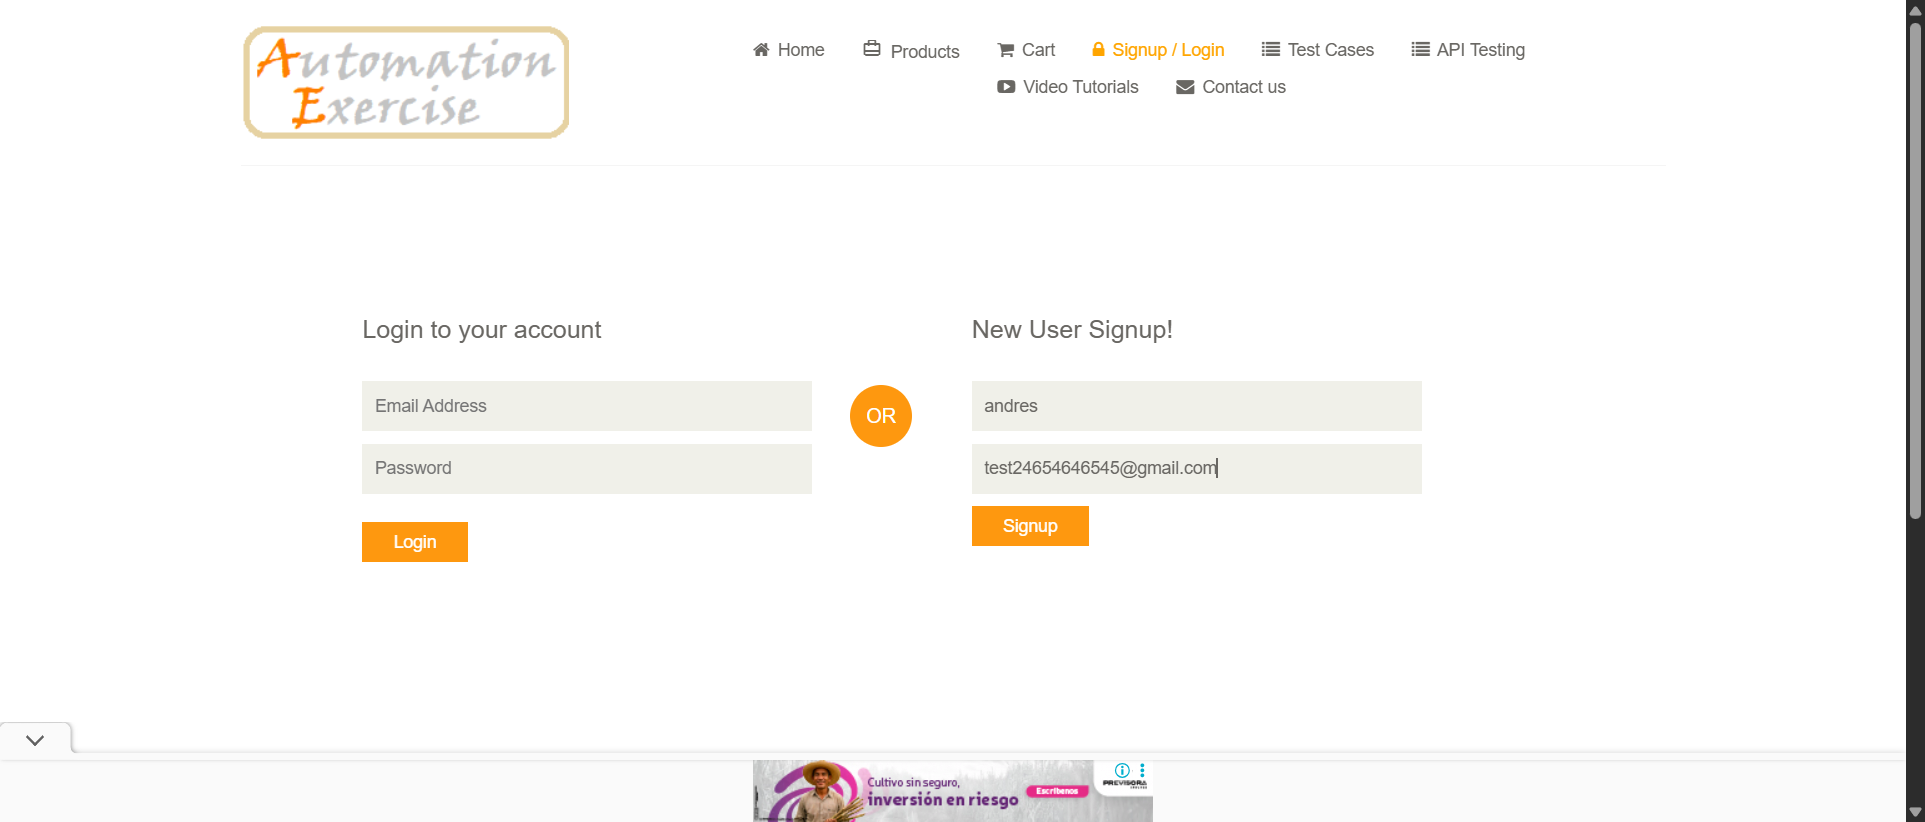 Automation
Exercise
Home
Products
Cart
Signup / Login
Test Cases
API Testing
Video Tutorials
Contact us
Login to your account
New User Signup!
Email Address
Password
Login
OR
andres
test24654646545@gmail.com
Signup
Cultivo sin seguro,
inversión en riesgo
Escríbenos
PREVISORA